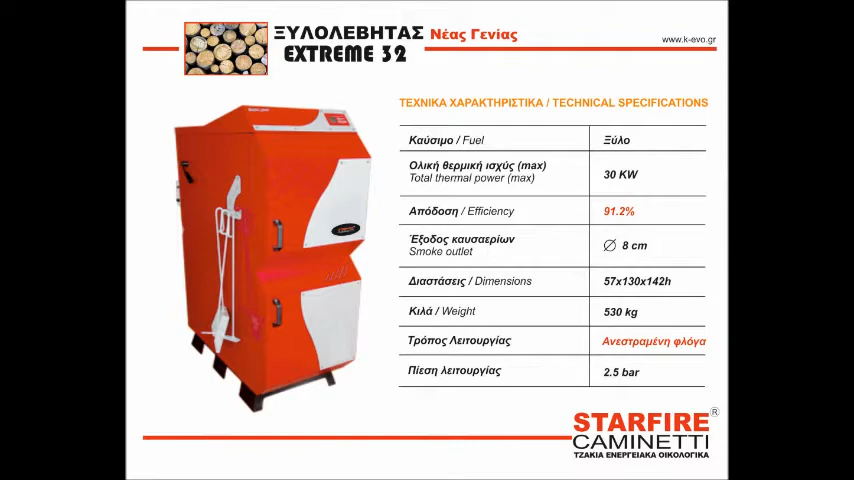 ΞΥΛΟΛΕΒΗΤΑΣ Νέας Γενίας
EXTREME 32
www.k-evo.gr
ΤΕΧΝΙΚΑ ΧΑΡΑΚΤΗΡΙΣΤΙΚΑ / TECHNICAL SPECIFICATIONS
Καύσιμο / Fuel Ξύλο
Ολική θερμική ισχύς (max)
Total thermal power (max) 30 KW
Απόδοση / Efficiency 91.2%
Έξοδος καυσαερίων
Smoke outlet ∅ 8 cm
Διαστάσεις / Dimensions 57x130x142h
Κιλά / Weight 530 kg
Τρόπος Λειτουργίας Ανεστραμένη φλόγα
Πίεση λειτουργίας 2.5 bar
STARFIRE®
CAMINETTI
ΤΖΑΚΙΑ ΕΝΕΡΓΕΙΑΚΑ ΟΙΚΟΛΟΓΙΚΑ